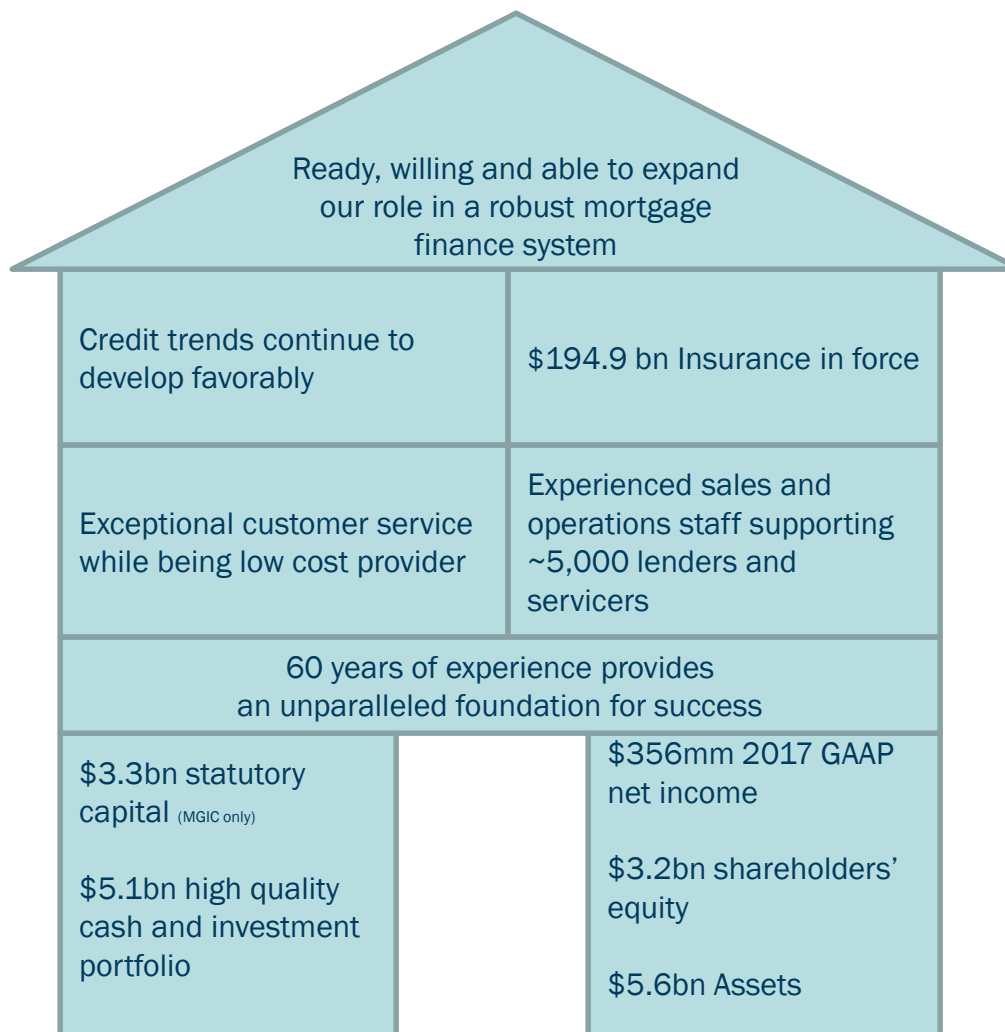 Ready, willing and able to expand
our role in a robust mortgage
finance system
Credit trends continue to
develop favorably
$194.9 bn Insurance in force
Exceptional customer service
while being low cost provider
Experienced sales and
operations staff supporting
~5,000 lenders and
servicers
60 years of experience provides
an unparalleled foundation for success
$3.3bn statutory
capital (MGIC only)
$5.1bn high quality
cash and investment
portfolio
$356mm 2017 GAAP
net income
$3.2bn shareholders’
equity
$5.6bn Assets